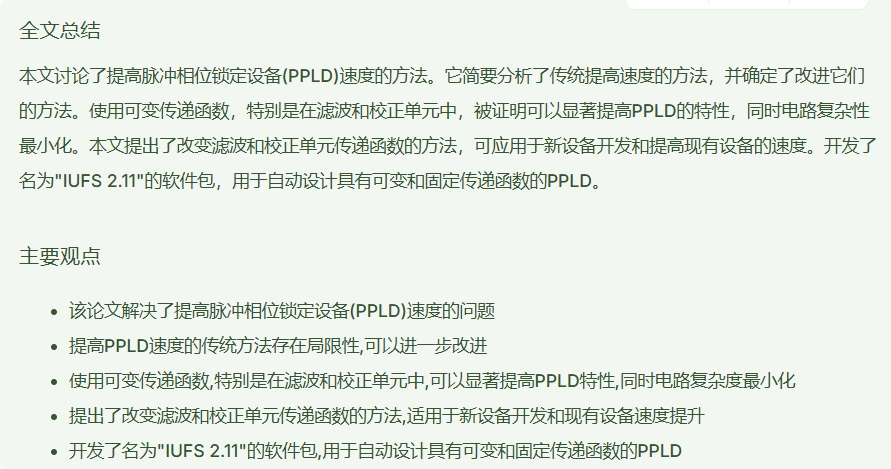 全文总结
本文讨论了提高脉冲相位锁定设备(PPLD)速度的方法。它简要分析了传统提高速度的方法，并确定了改进它们
的方法。使用可变传递函数，特别是在滤波和校正单元中，被证明可以显著提高PPLD的特性，同时电路复杂性
最小化。本文提出了改变滤波和校正单元传递函数的方法，可应用于新设备开发和提高现有设备的速度。开发了
名为"IUFS 2.11"的软件包，用于自动设计具有可变和固定传递函数的PPLD。
主要观点
• 该论文解决了提高脉冲相位锁定设备(PPLD)速度的问题
• 提高PPLD速度的传统方法存在局限性,可以进一步改进
• 使用可变传递函数,特别是在滤波和校正单元中,可以显著提高PPLD特性,同时电路复杂度最小化
• 提出了改变滤波和校正单元传递函数的方法,适用于新设备开发和现有设备速度提升
• 开发了名为"IUFS 2.11"的软件包,用于自动设计具有可变和固定传递函数的PPLD